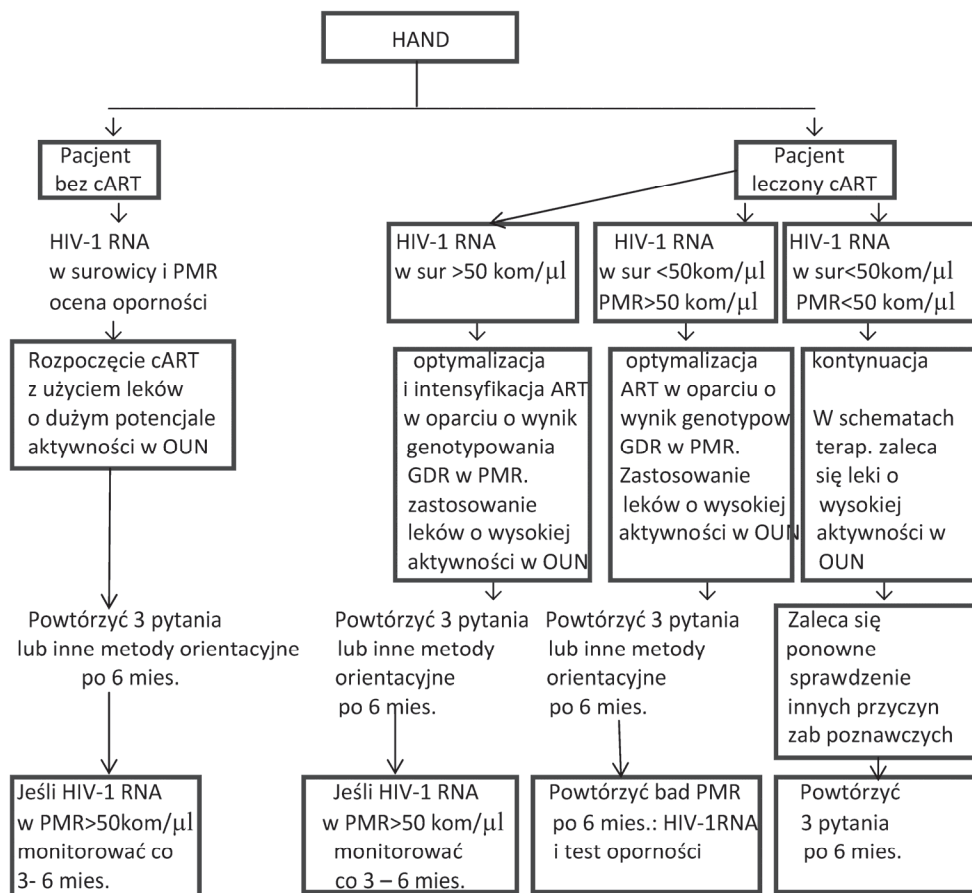 HAND
Pacjent
bez cART
Pacjent
leczony cART
HIV-1 RNA
w surowicy i PMR
ocena oporności
HIV-1 RNA
w sur >50 kom/μl
HIV-1 RNA
w sur <50kom/μl
PMR>50 kom/μl
HIV-1 RNA
w sur<50kom/μl
PMR<50 kom/μl
Rozpoczęcie cART
z użyciem leków
o dużym potencjale
aktywności w OUN
optymalizacja
i intensyfikacja ART
w oparciu o wynik
genotypowania
GDR w PMR.
zastosowanie
leków o wysokiej
aktywności w OUN
optymalizacja
ART w oparciu o
wynik genotypow
GDR w PMR.
Zastosowanie
leków o wysokiej
aktywności w OUN
kontynuacja
W schematach
terap. zaleca
się leki o
wysokiej
aktywności w
OUN
Powtórzyć 3 pytania
lub inne metody orientacyjne
po 6 mies.
Powtórzyć 3 pytania
lub inne metody
orientacyjne
po 6 mies.
Powtórzyć 3 pytania
lub inne metody
orientacyjne
po 6 mies.
Zaleca się
ponowne
sprawdzenie
innych przyczyn
zab poznawczych
Jeśli HIV-1 RNA
w PMR>50kom/μl
monitorować co
3- 6 mies.
Jeśli HIV-1 RNA
w PMR>50 kom/μl
monitorować
co 3 – 6 mies.
Powtórzyć bad PMR
po 6 mies.: HIV-1RNA
i test oporności
Powtórzyć
3 pytania
po 6 mies.